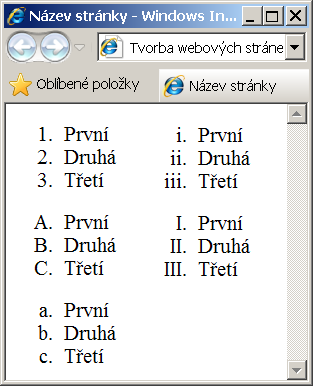 Název stránky - Windows In...
Tvorba webových stráne
Oblíbené položky
Název stránky
1. První
2. Druhá
3. Třetí
i. První
ii. Druhá
iii. Třetí
A. První
B. Druhá
C. Třetí
I. První
II. Druhá
III. Třetí
a. První
b. Druhá
c. Třetí